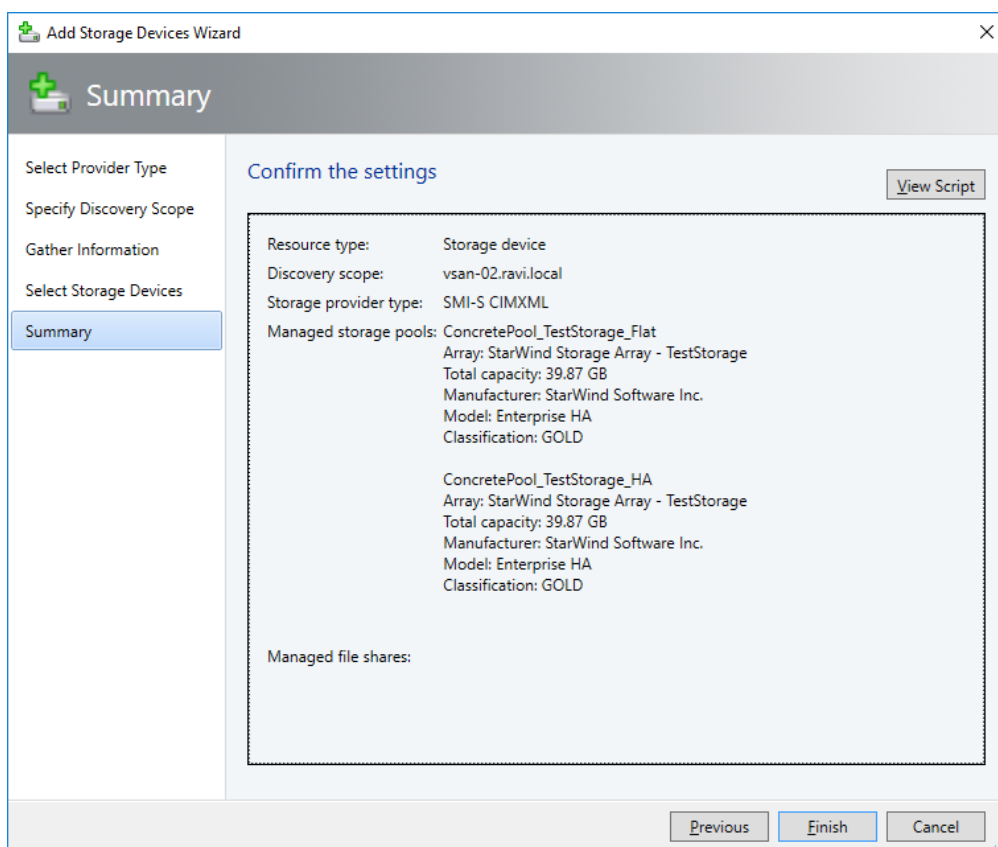 Add Storage Devices Wizard
Summary
Select Provider Type
Specify Discovery Scope
Gather Information
Select Storage Devices
Summary
Confirm the settings
View Script
Resource type: Storage device
Discovery scope: vsan-02.ravi.local
Storage provider type: SMI-S CIMXML
Managed storage pools: ConcretePool_TestStorage_Flat
Array: StarWind Storage Array - TestStorage
Total capacity: 39.87 GB
Manufacturer: StarWind Software Inc.
Model: Enterprise HA
Classification: GOLD
ConcretePool_TestStorage_HA
Array: StarWind Storage Array - TestStorage
Total capacity: 39.87 GB
Manufacturer: StarWind Software Inc.
Model: Enterprise HA
Classification: GOLD
Managed file shares:
Previous
Finish
Cancel